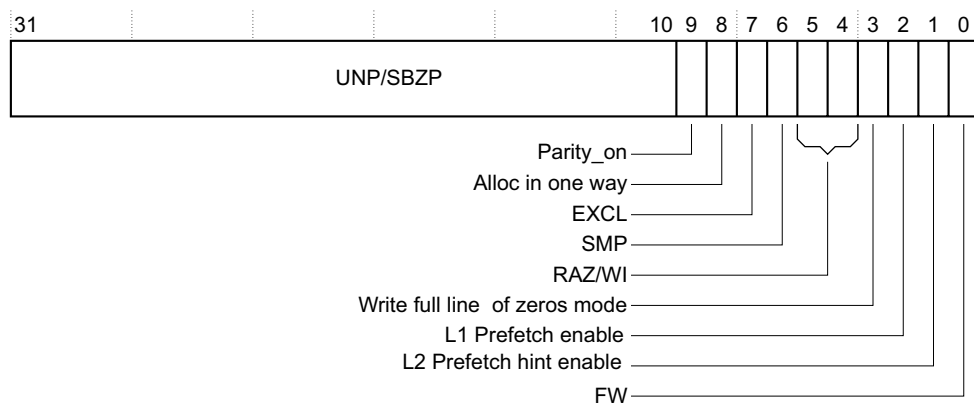 31 10 9 8 7 6 5 4 3 2 1 0
UNP/SBZP
Parity_on
Alloc in one way
EXCL
SMP
RAZ/WI
Write full line of zeros mode
L1 Prefetch enable
L2 Prefetch hint enable
FW